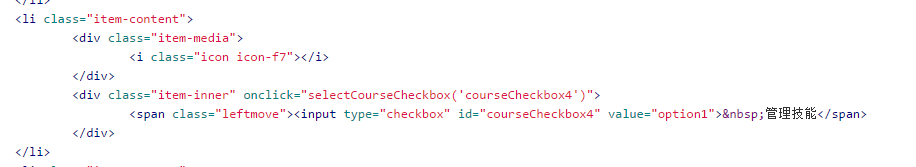 </li>
<li class="item-content">
<div class="item-media">
<i class="icon icon-f7"></i>
</div>
<div class="item-inner" onclick="selectCourseCheckbox('courseCheckbox4')">
<span class="leftmove"><input type="checkbox" id="courseCheckbox4" value="option1">&nbsp;管理技能</span>
</div>
</li>